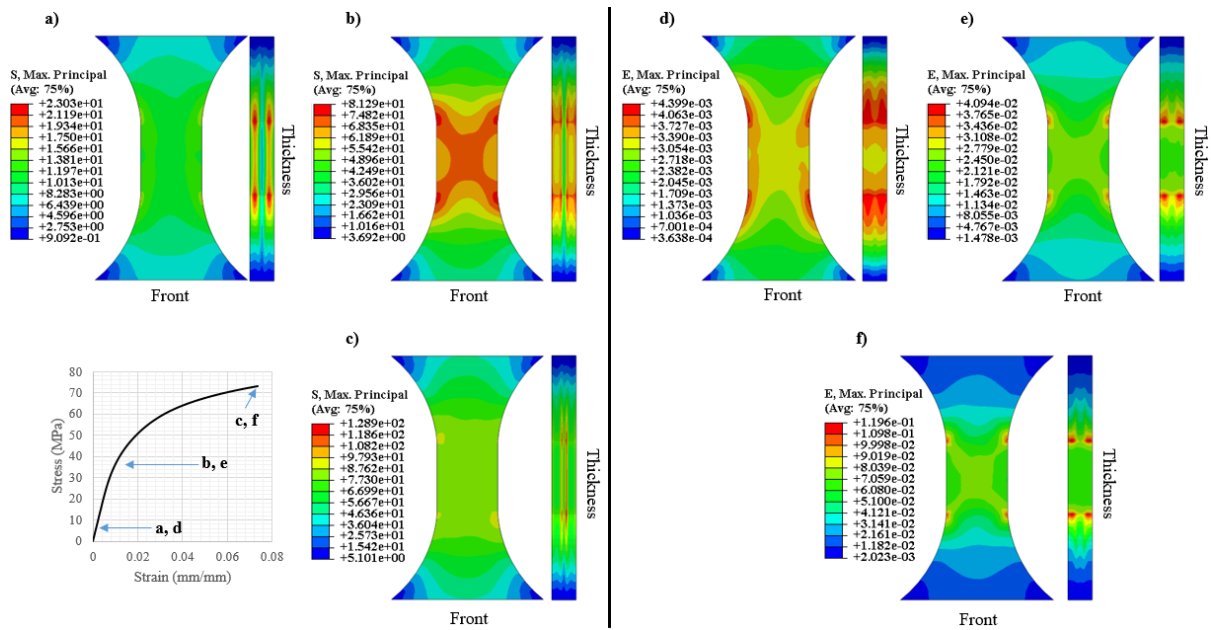 a)
S, Max. Principal
(Avg: 75%)
+2.303e+01
+2.119e+01
+1.934e+01
+1.750e+01
+1.566e+01
+1.381e+01
+1.197e+01
+1.013e+01
+8.283e+00
+6.439e+00
+4.596e+00
+2.753e+00
+9.092e-01
Thickness
Front
b)
S, Max. Principal
(Avg: 75%)
+8.129e+01
+7.482e+01
+6.835e+01
+6.189e+01
+5.542e+01
+4.896e+01
+4.249e+01
+3.602e+01
+2.956e+01
+2.309e+01
+1.662e+01
+1.016e+01
+3.692e+00
Thickness
Front
d)
E, Max. Principal
(Avg: 75%)
+4.399e-03
+4.063e-03
+3.727e-03
+3.390e-03
+3.054e-03
+2.718e-03
+2.382e-03
+2.045e-03
+1.709e-03
+1.373e-03
+1.036e-03
+7.001e-04
+3.638e-04
Thickness
Front
e)
E, Max. Principal
(Avg: 75%)
+4.094e-02
+3.765e-02
+3.436e-02
+3.108e-02
+2.779e-02
+2.450e-02
+2.121e-02
+1.792e-02
+1.463e-02
+1.134e-02
+8.055e-03
+4.767e-03
+1.478e-03
Thickness
Front
Stress (MPa)
80
70
60
50
40
30
20
10
0
c, f
b, e
a, d
0 0.02 0.04 0.06 0.08
Strain (mm/mm)
c)
S, Max. Principal
(Avg: 75%)
+1.289e+02
+1.186e+02
+1.082e+02
+9.793e+01
+8.762e+01
+7.730e+01
+6.699e+01
+5.667e+01
+4.636e+01
+3.604e+01
+2.573e+01
+1.542e+01
+5.101e+00
Thickness
Front
f)
E, Max. Principal
(Avg: 75%)
+1.196e-01
+1.098e-01
+9.998e-02
+9.019e-02
+8.039e-02
+7.059e-02
+6.080e-02
+5.100e-02
+4.121e-02
+3.141e-02
+2.161e-02
+1.182e-02
+2.023e-03
Thickness
Front